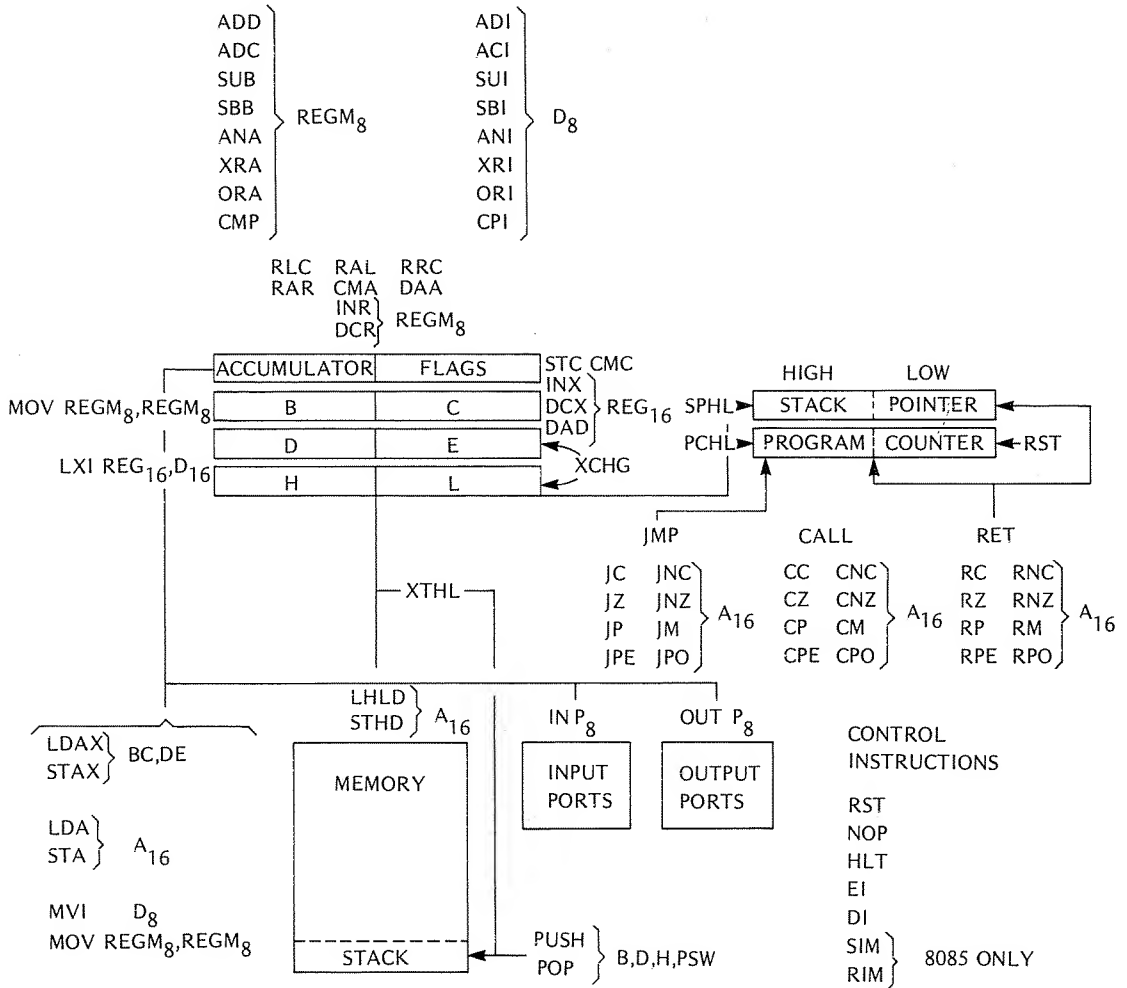 ADD ADI
ADC ACI
SUB SUI
SBB SBI
REGM8 D8
ANA ANI
XRA XRI
ORA ORI
CMP CPI
RLC RAL RRC
RAR CMA DAA
INR
DCR
REGM8
ACCUMULATOR FLAGS STC CMC
MOV REGM8,REGM8
B C
INX
DCX
DAD
REG16
D E
LXI REG16,D16
XCHG
H L
HIGH LOW
SPHL STACK POINTER
PCHL PROGRAM COUNTER RST
JMP CALL RET
JC JNC
JZ JNZ
JP JM
JPE JPO
A16
CC CNC
CZ CNZ
CP CM
CPE CPO
A16
RC RNC
RZ RNZ
RP RM
RPE RPO
A16
XTHL
LHLD
STHD
A16
IN P8 OUT P8
LDAX
STAX
BC,DE
MEMORY
INPUT
PORTS
OUTPUT
PORTS
LDA
STA
A16
MVI D8
MOV REGM8,REGM8
STACK
PUSH
POP
B,D,H,PSW
CONTROL
INSTRUCTIONS
RST
NOP
HLT
EI
DI
SIM
RIM
8085 ONLY